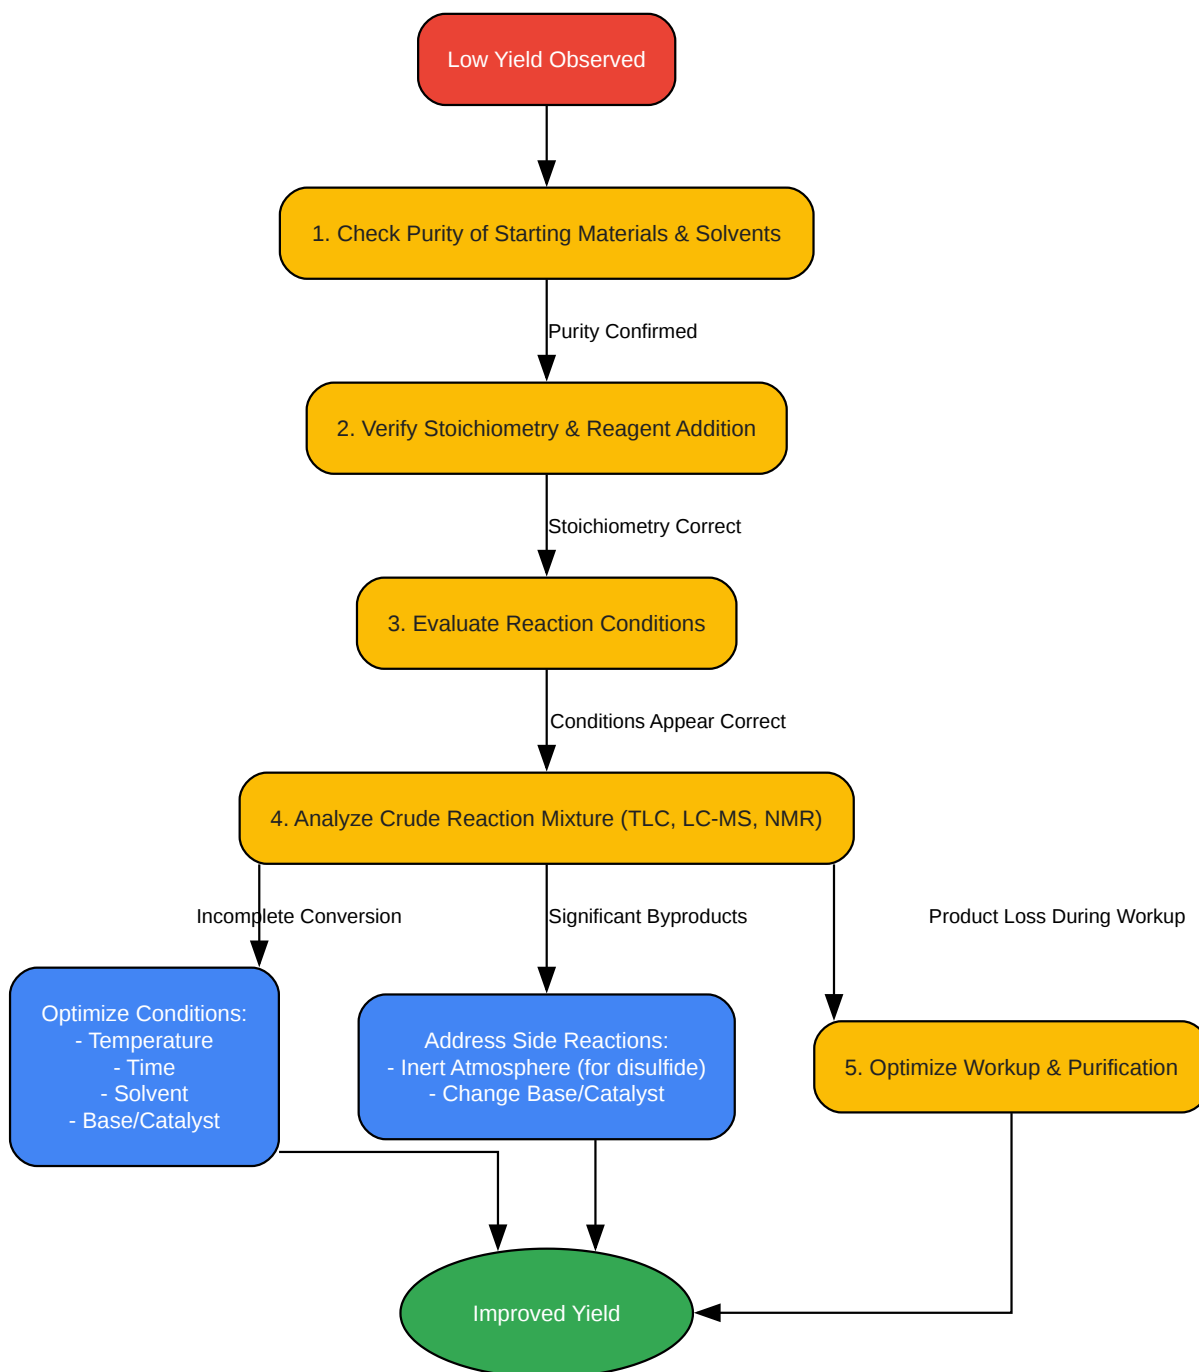 Low Yield Observed
1. Check Purity of Starting Materials & Solvents
Purity Confirmed
2. Verify Stoichiometry & Reagent Addition
Stoichiometry Correct
3. Evaluate Reaction Conditions
Conditions Appear Correct
4. Analyze Crude Reaction Mixture (TLC, LC-MS, NMR)
Incomplete Conversion
Significant Byproducts
Product Loss During Workup
Optimize Conditions:
- Temperature
- Time
- Solvent
- Base/Catalyst
Address Side Reactions:
- Inert Atmosphere (for disulfide)
- Change Base/Catalyst
5. Optimize Workup & Purification
Improved Yield